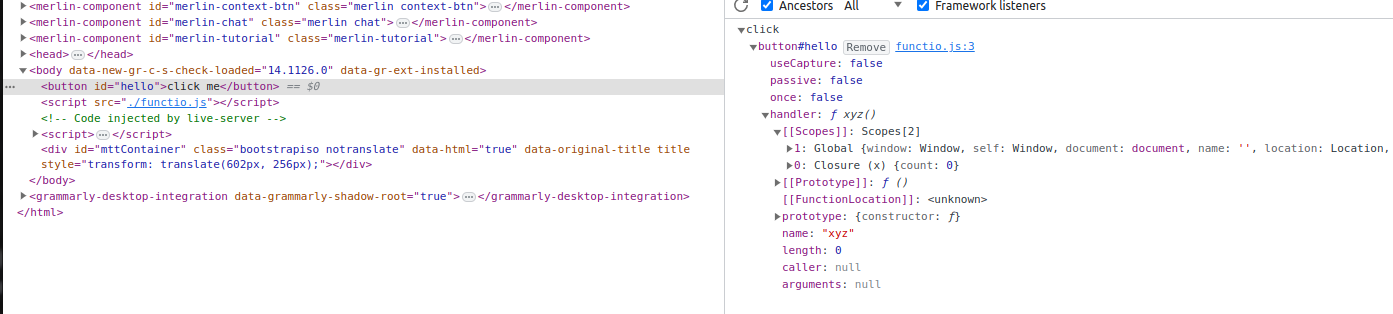 <merlin-component id="merlin-context-btn" class="merlin context-btn">…</merlin-component>
<merlin-component id="merlin-chat" class="merlin chat">…</merlin-component>
<merlin-component id="merlin-tutorial" class="merlin-tutorial">…</merlin-component>
<head>…</head>
<body data-new-gr-c-s-check-loaded="14.1126.0" data-gr-ext-installed>
… <button id="hello">click me</button> == $0
<script src="./functio.js"></script>
<!-- Code injected by live-server -->
<script>…</script>
<div id="mttContainer" class="bootstrapiso notranslate" data-html="true" data-original-title title
style="transform: translate(602px, 256px);"></div>
</body>
<grammarly-desktop-integration data-grammarly-shadow-root="true">…</grammarly-desktop-integration>
</html>
Ancestors All Framework listeners
click
button#hello Remove functio.js:3
useCapture: false
passive: false
once: false
handler: ƒ xyz()
[[Scopes]]: Scopes[2]
1: Global {window: Window, self: Window, document: document, name: '', location: Location,
0: Closure (x) {count: 0}
[[Prototype]]: ƒ ()
[[FunctionLocation]]: <unknown>
prototype: {constructor: ƒ}
name: "xyz"
length: 0
caller: null
arguments: null